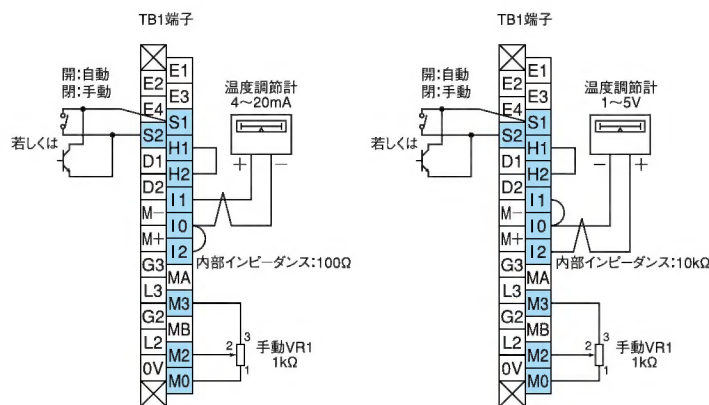 TB1端子
開:自動
閉:手動
若しくは
E2
E4
S2
D1
D2
M−
M+
G3
L3
G2
L2
0V
E1
E3
S1
H1
H2
I1
I0
I2
MA
M3
MB
M2
M0
温度調節計
4〜20mA
+ −
内部インピーダンス:100Ω
3
2
1
手動VR1
1kΩ
TB1端子
開:自動
閉:手動
若しくは
E2
E4
S2
D1
D2
M−
M+
G3
L3
G2
L2
0V
E1
E3
S1
H1
H2
I1
I0
I2
MA
M3
MB
M2
M0
温度調節計
1〜5V
− +
内部インピーダンス:10kΩ
3
2
1
手動VR1
1kΩ